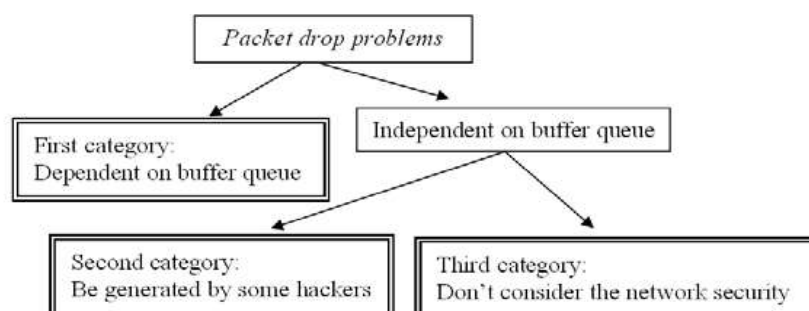 Packet drop problems
First category:
Dependent on buffer queue
Independent on buffer queue
Second category:
Be generated by some hackers
Third category:
Don't consider the network security